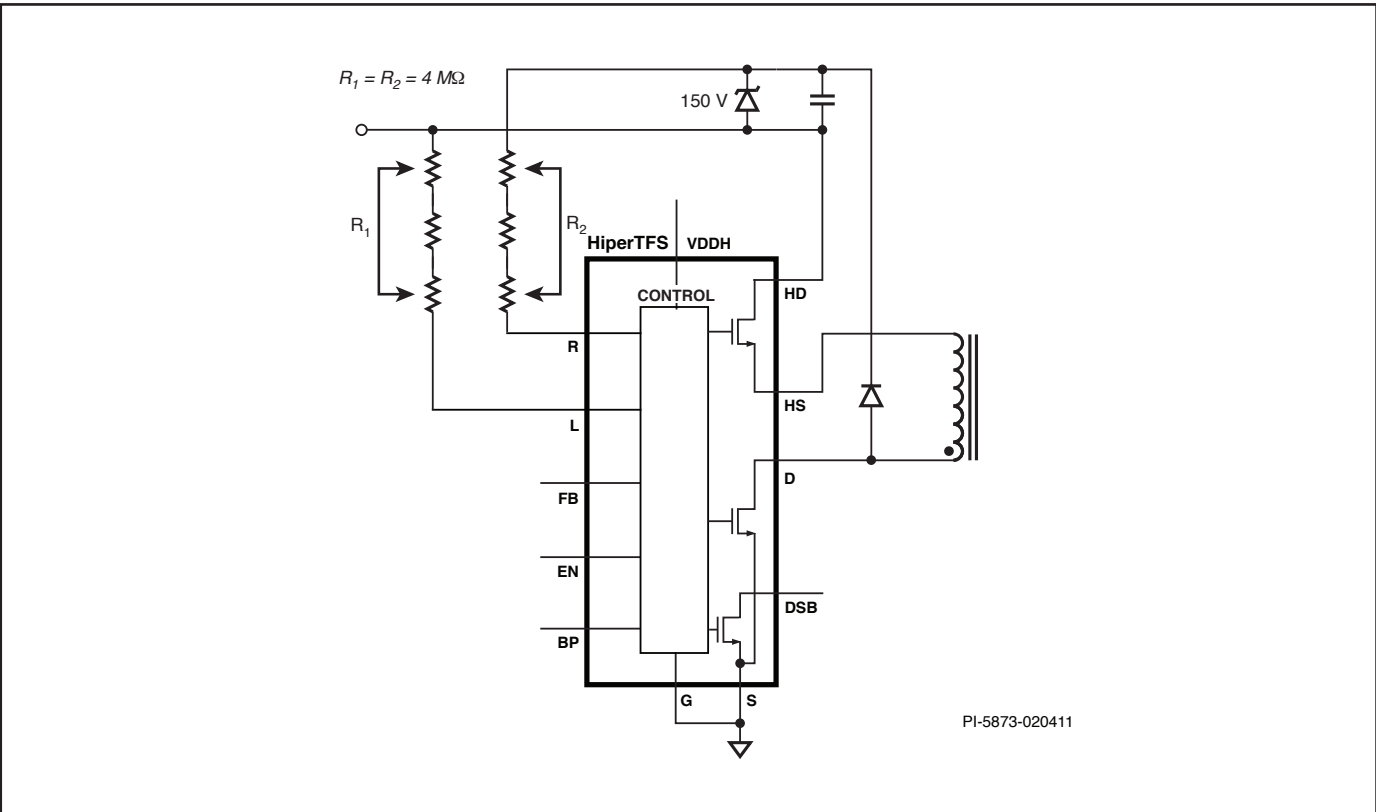 R₁ = R₂ = 4 MΩ
150 V
R₁
R₂
HiperTFS
VDDH
CONTROL
HD
R
HS
L
D
FB
EN
DSB
BP
G
S
PI-5873-020411